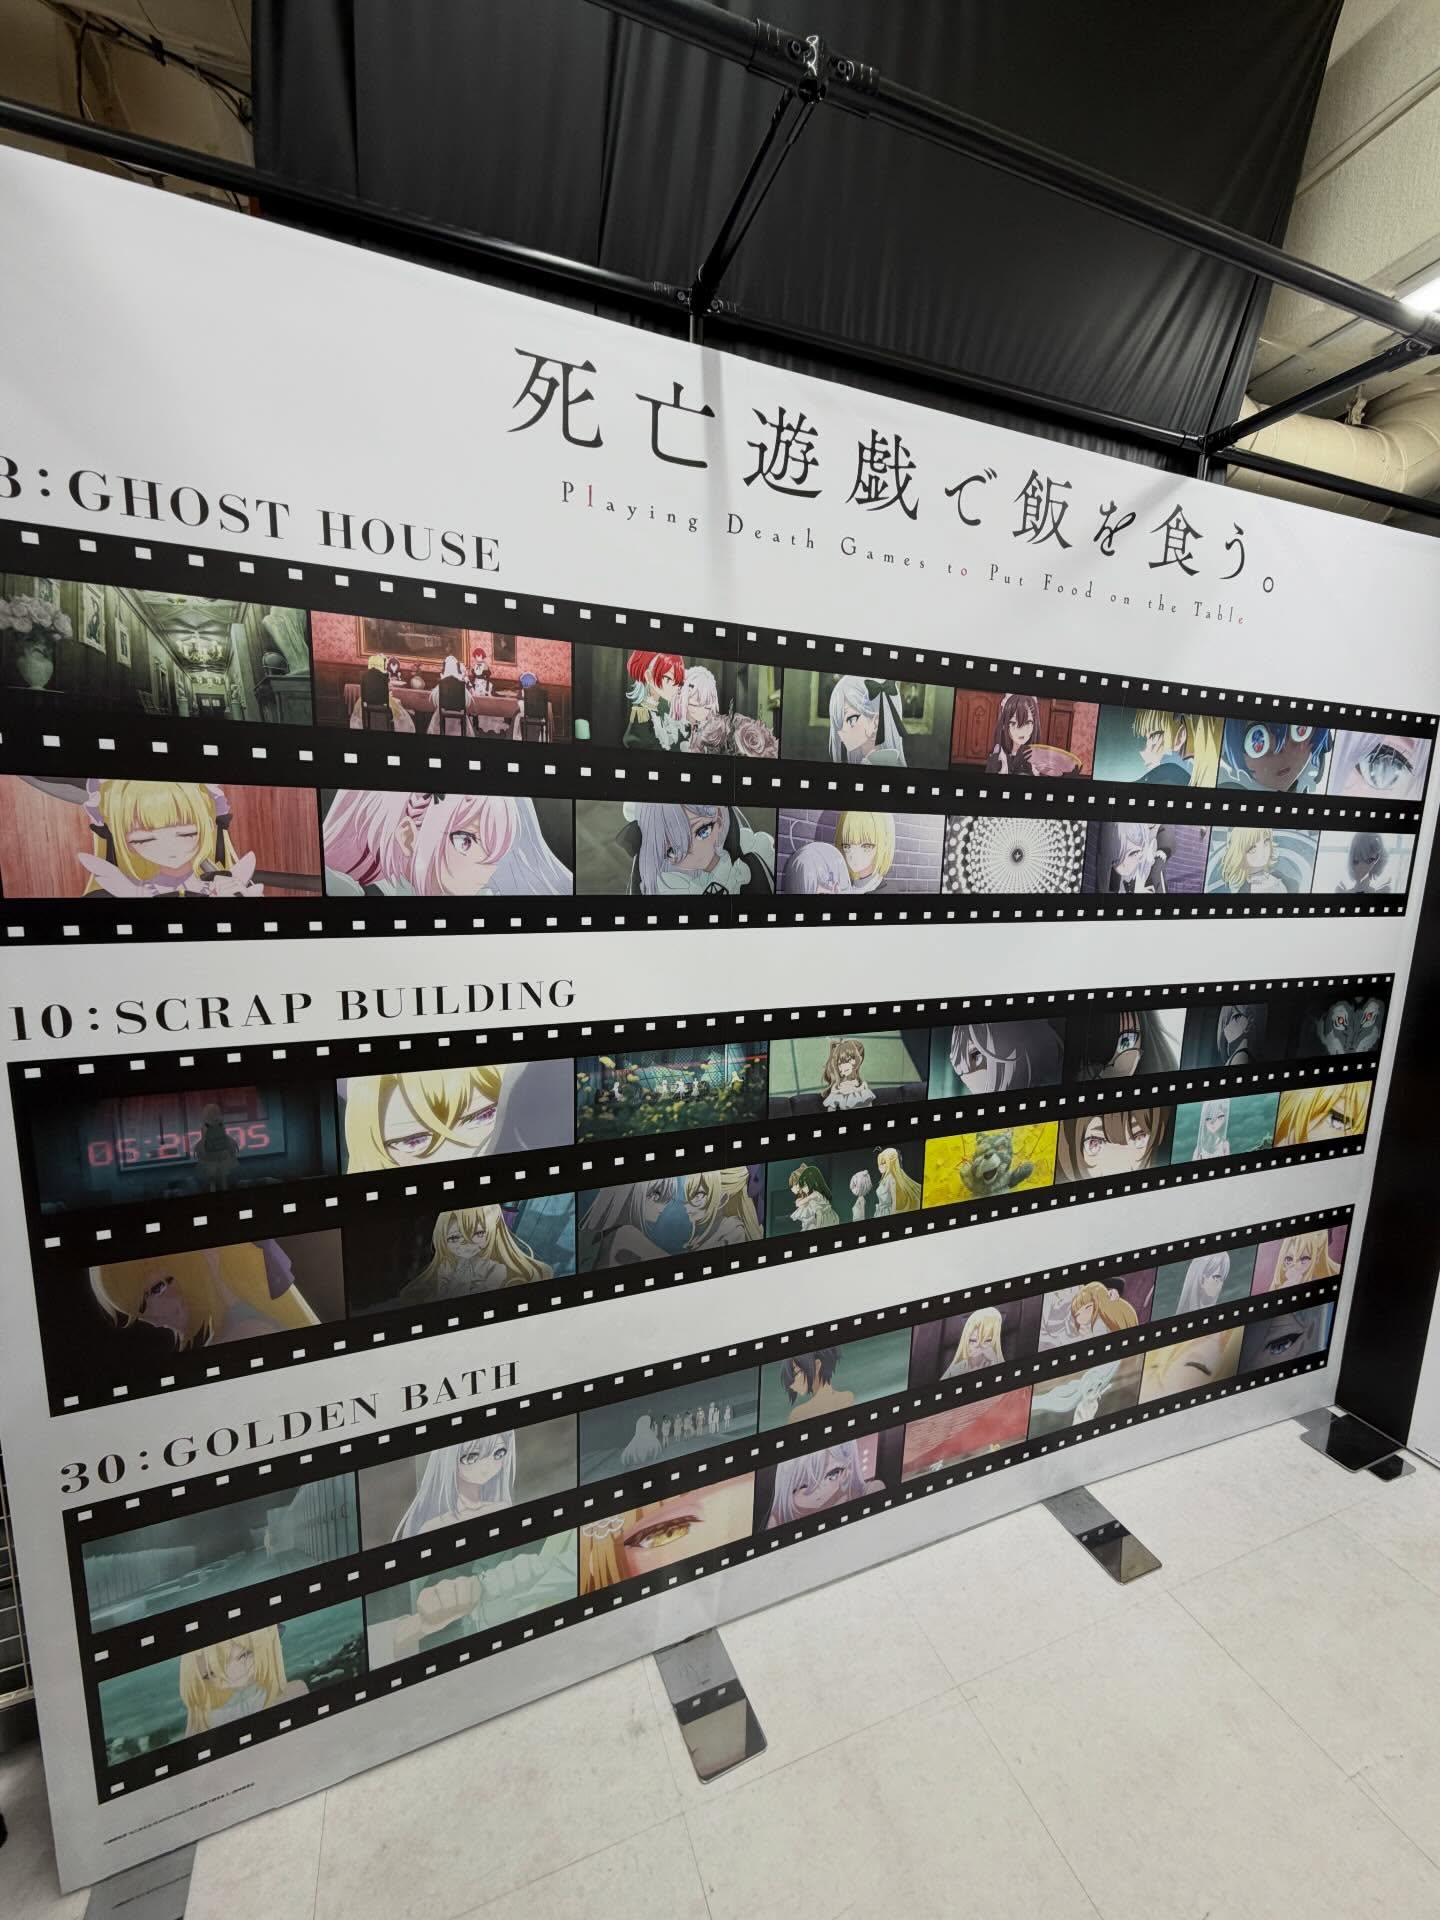 死亡遊戯で飯を食う。
Playing Death Games to Put Food on the Table
8:GHOST HOUSE
10:SCRAP BUILDING
30:GOLDEN BATH